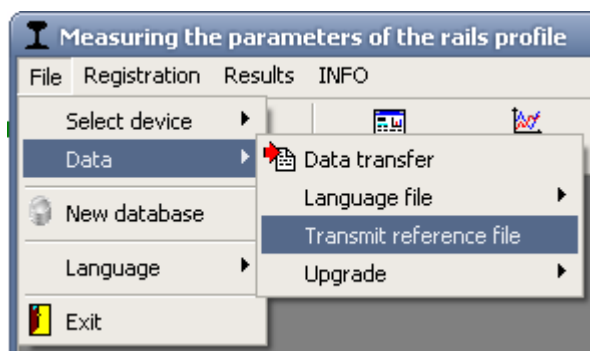 Measuring the parameters of the rails profile
File Registration Results INFO
Select device
Data
New database
Language
Exit
Data transfer
Language file
Transmit reference file
Upgrade